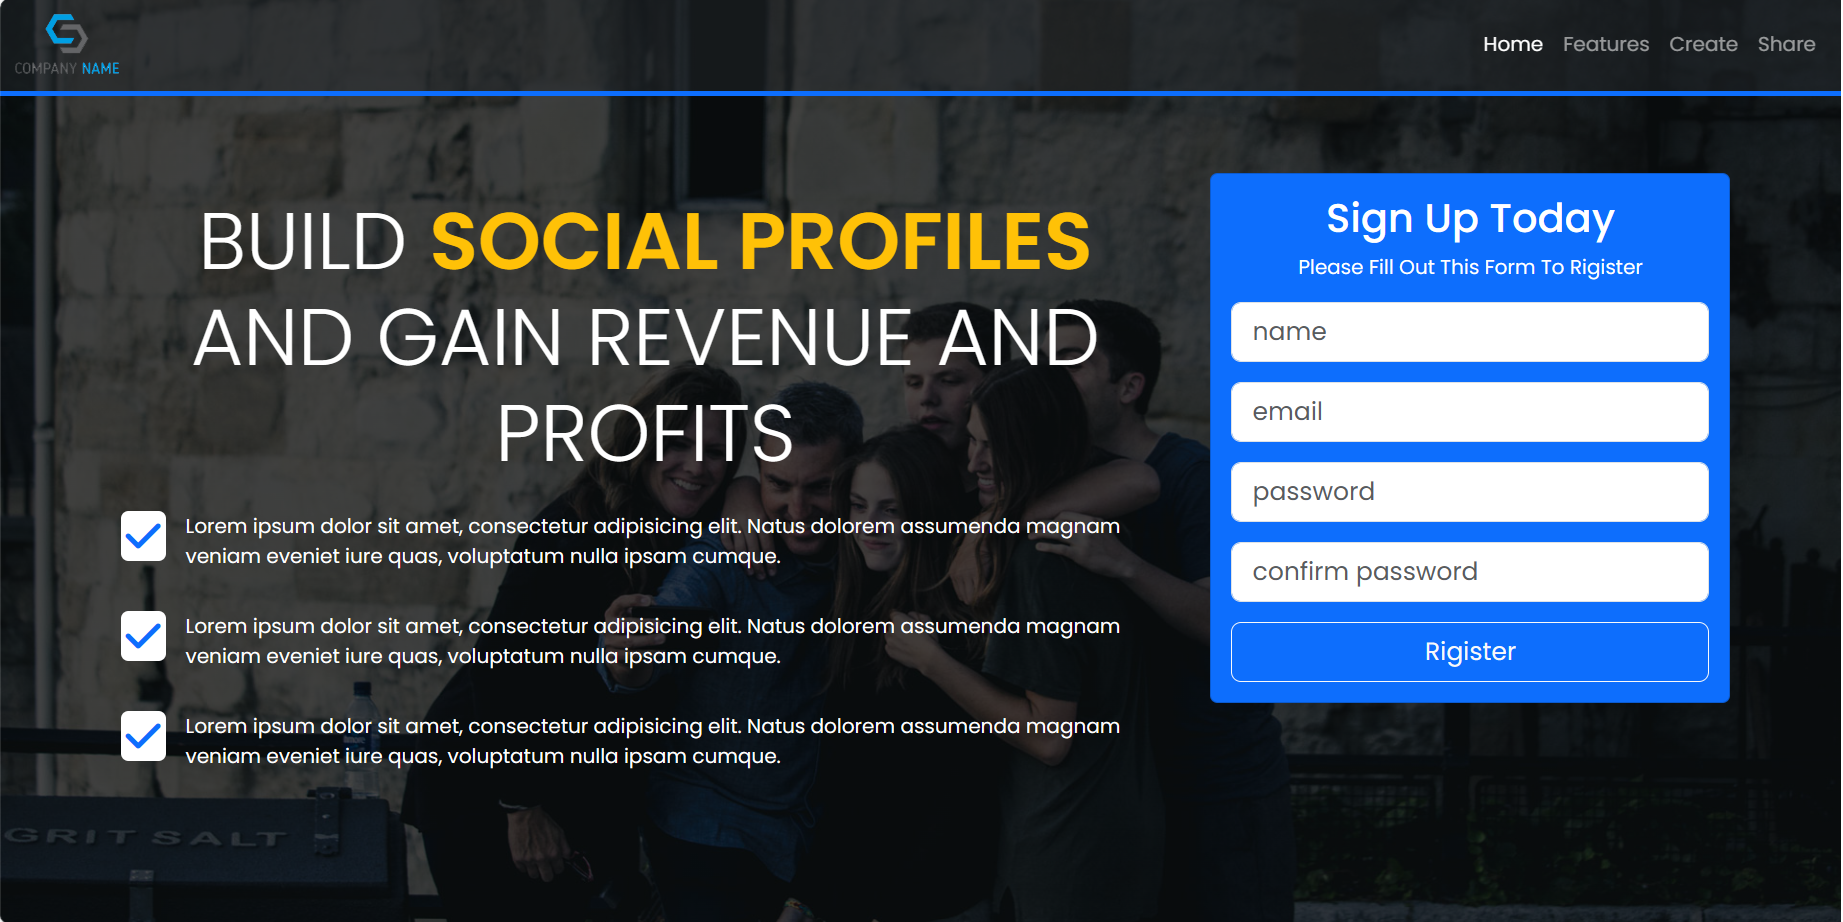 COMPANY NAME
Home Features Create Share
BUILD SOCIAL PROFILES
AND GAIN REVENUE AND
PROFITS
Lorem ipsum dolor sit amet, consectetur adipisicing elit. Natus dolorem assumenda magnam
veniam eveniet iure quas, voluptatum nulla ipsam cumque.
Lorem ipsum dolor sit amet, consectetur adipisicing elit. Natus dolorem assumenda magnam
veniam eveniet iure quas, voluptatum nulla ipsam cumque.
Lorem ipsum dolor sit amet, consectetur adipisicing elit. Natus dolorem assumenda magnam
veniam eveniet iure quas, voluptatum nulla ipsam cumque.
GRIT SALT
Sign Up Today
Please Fill Out This Form To Rigister
name
email
password
confirm password
Rigister